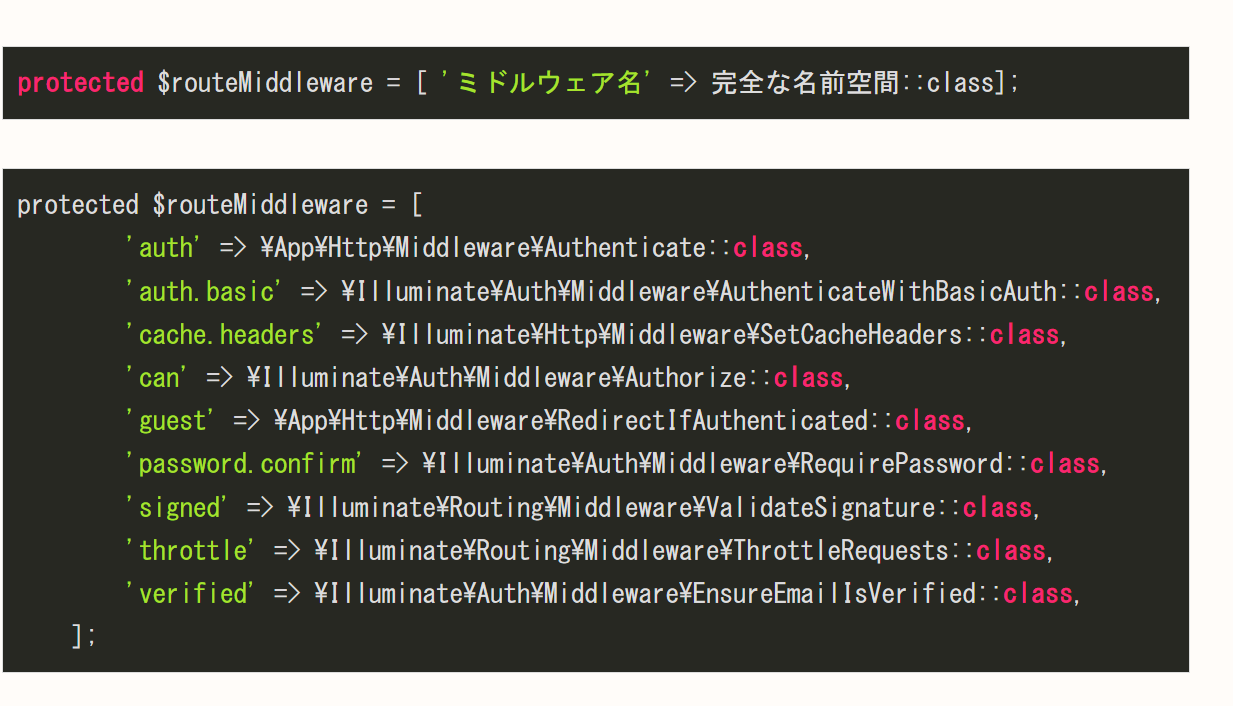 protected $routeMiddleware = [ 'ミドルウェア名' => 完全な名前空間::class];
protected $routeMiddleware = [
'auth' => ¥App¥Http¥Middleware¥Authenticate::class,
'auth.basic' => ¥Illuminate¥Auth¥Middleware¥AuthenticateWithBasicAuth::class,
'cache.headers' => ¥Illuminate¥Http¥Middleware¥SetCacheHeaders::class,
'can' => ¥Illuminate¥Auth¥Middleware¥Authorize::class,
'guest' => ¥App¥Http¥Middleware¥RedirectIfAuthenticated::class,
'password.confirm' => ¥Illuminate¥Auth¥Middleware¥RequirePassword::class,
'signed' => ¥Illuminate¥Routing¥Middleware¥ValidateSignature::class,
'throttle' => ¥Illuminate¥Routing¥Middleware¥ThrottleRequests::class,
'verified' => ¥Illuminate¥Auth¥Middleware¥EnsureEmailIsVerified::class,
];